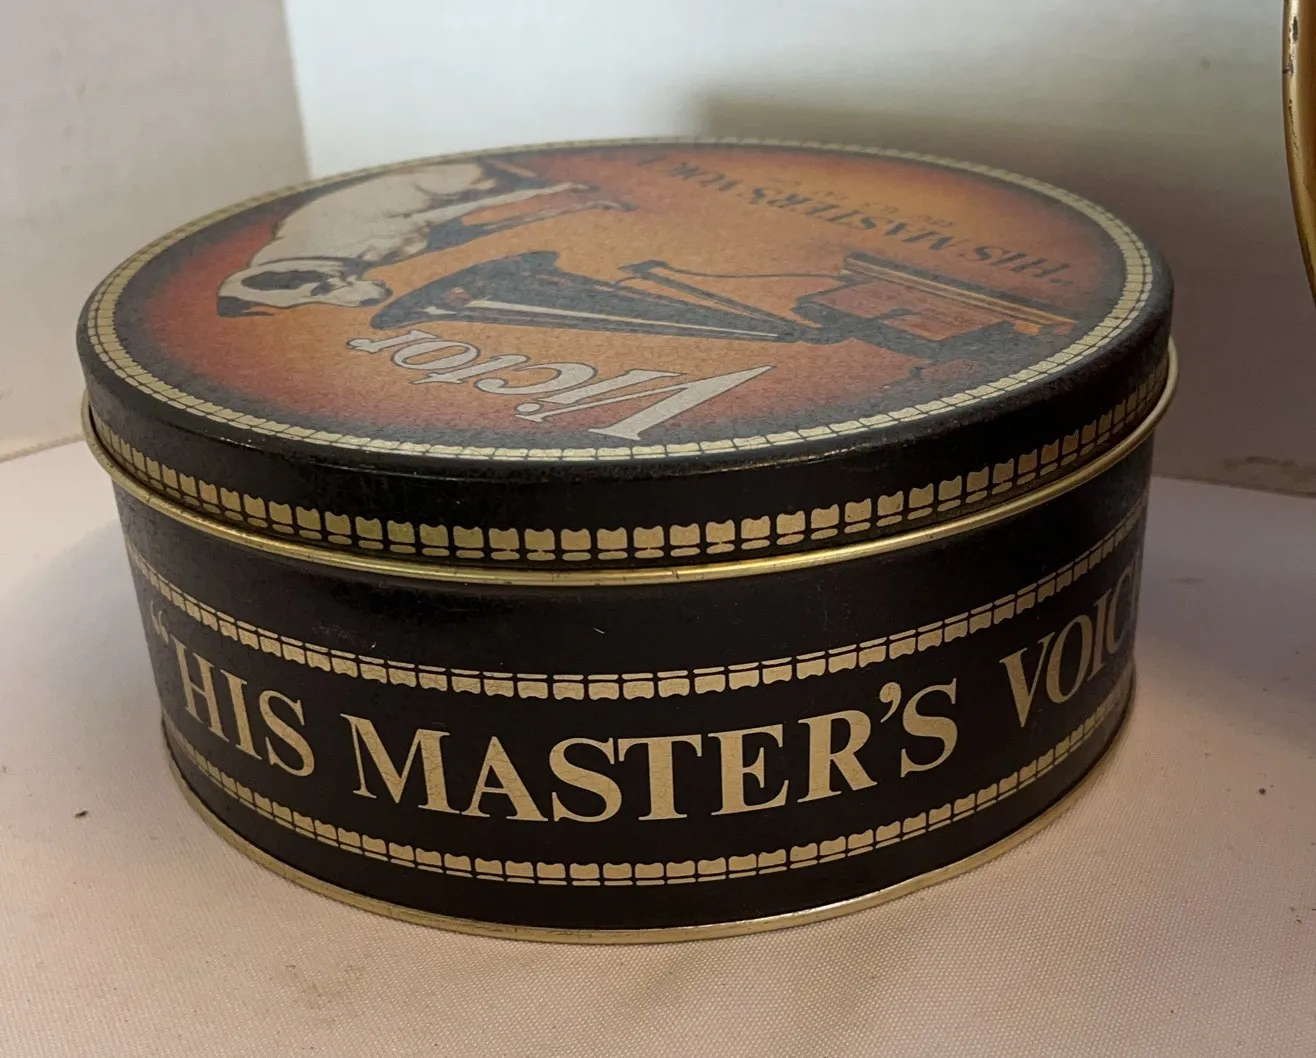 Victor
"HIS MASTER'S VOICE
"HIS MASTER'S VOIC